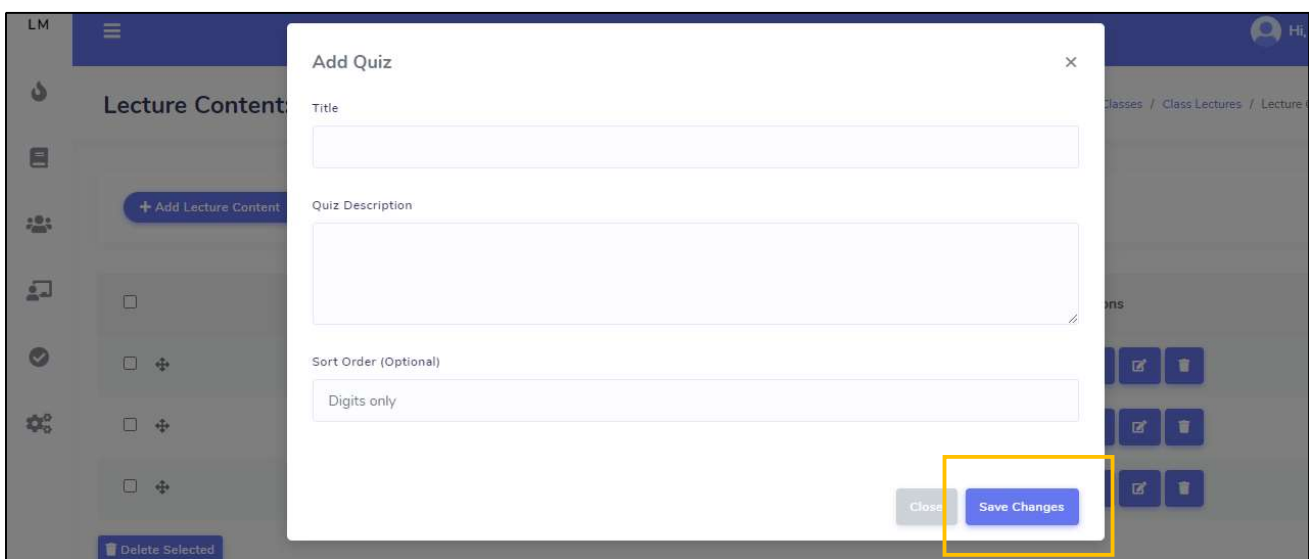 LM
Hi,
Add Quiz
×
Lecture Content:
Title
Classes / Class Lectures / Lecture
+ Add Lecture Content
Quiz Description
Sort Order (Optional)
Digits only
Close
Save Changes
Delete Selected